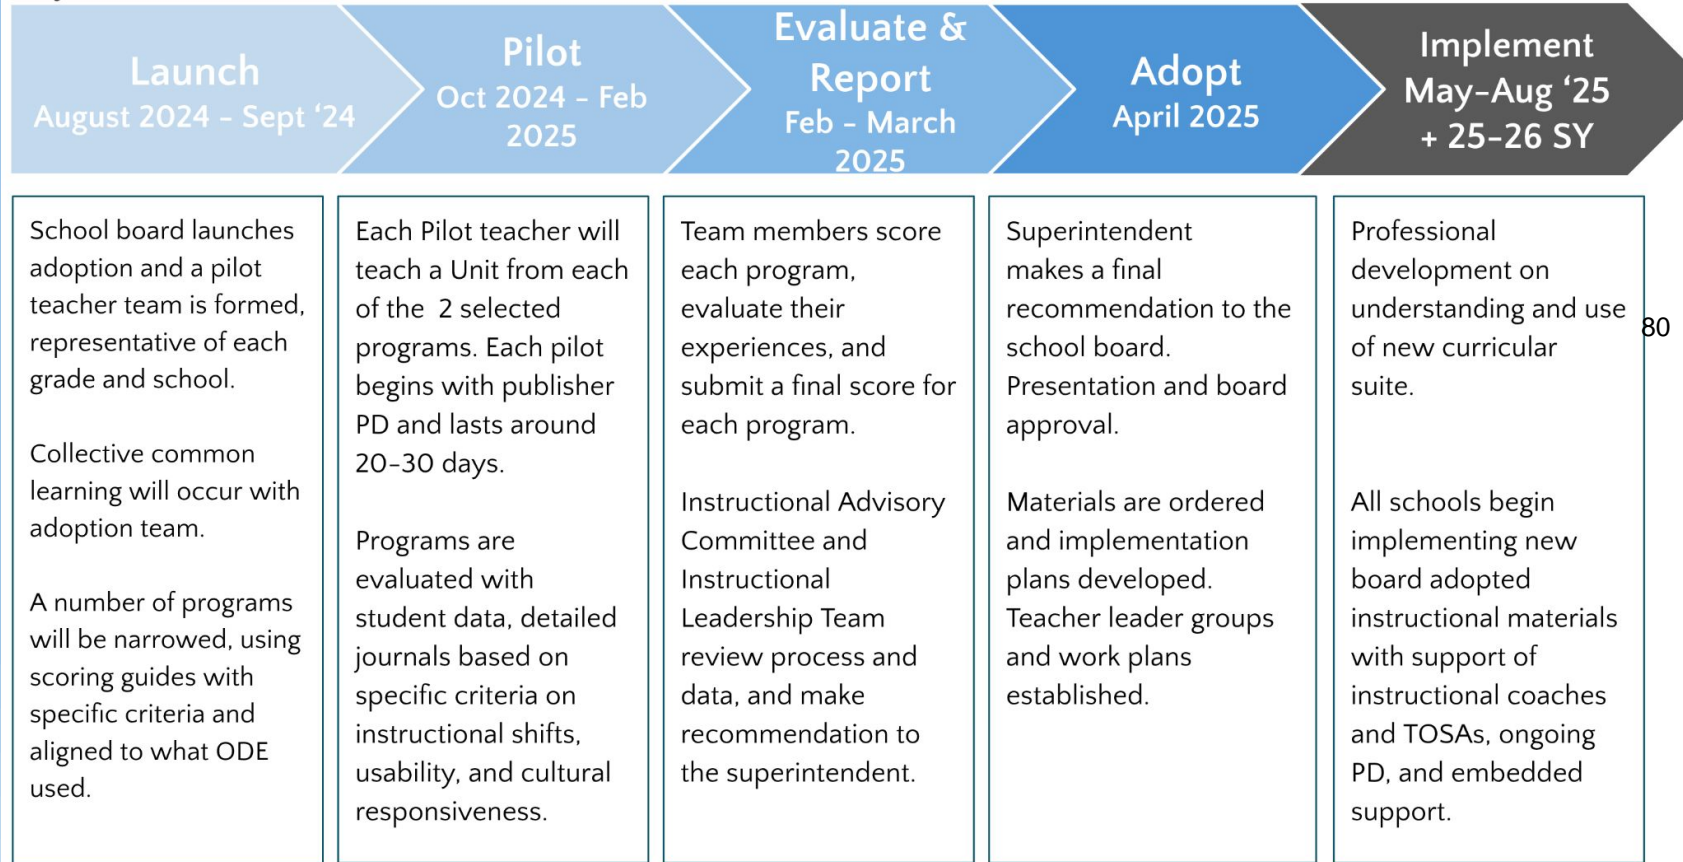 Launch
August 2024 – Sept ‘24
Pilot
Oct 2024 – Feb
2025
Evaluate &
Report
Feb – March
2025
Adopt
April 2025
Implement
May–Aug ‘25
+ 25–26 SY
School board launches
adoption and a pilot
teacher team is formed,
representative of each
grade and school.
Collective common
learning will occur with
adoption team.
A number of programs
will be narrowed, using
scoring guides with
specific criteria and
aligned to what ODE
used.
Each Pilot teacher will
teach a Unit from each
of the 2 selected
programs. Each pilot
begins with publisher
PD and lasts around
20–30 days.
Programs are
evaluated with
student data, detailed
journals based on
specific criteria on
instructional shifts,
usability, and cultural
responsiveness.
Team members score
each program,
evaluate their
experiences, and
submit a final score for
each program.
Instructional Advisory
Committee and
Instructional
Leadership Team
review process and
data, and make
recommendation to
the superintendent.
Superintendent
makes a final
recommendation to the
school board.
Presentation and board
approval.
Materials are ordered
and implementation
plans developed.
Teacher leader groups
and work plans
established.
Professional
development on
understanding and use
of new curricular
suite.
All schools begin
implementing new
board adopted
instructional materials
with support of
instructional coaches
and TOSAs, ongoing
PD, and embedded
support.
80